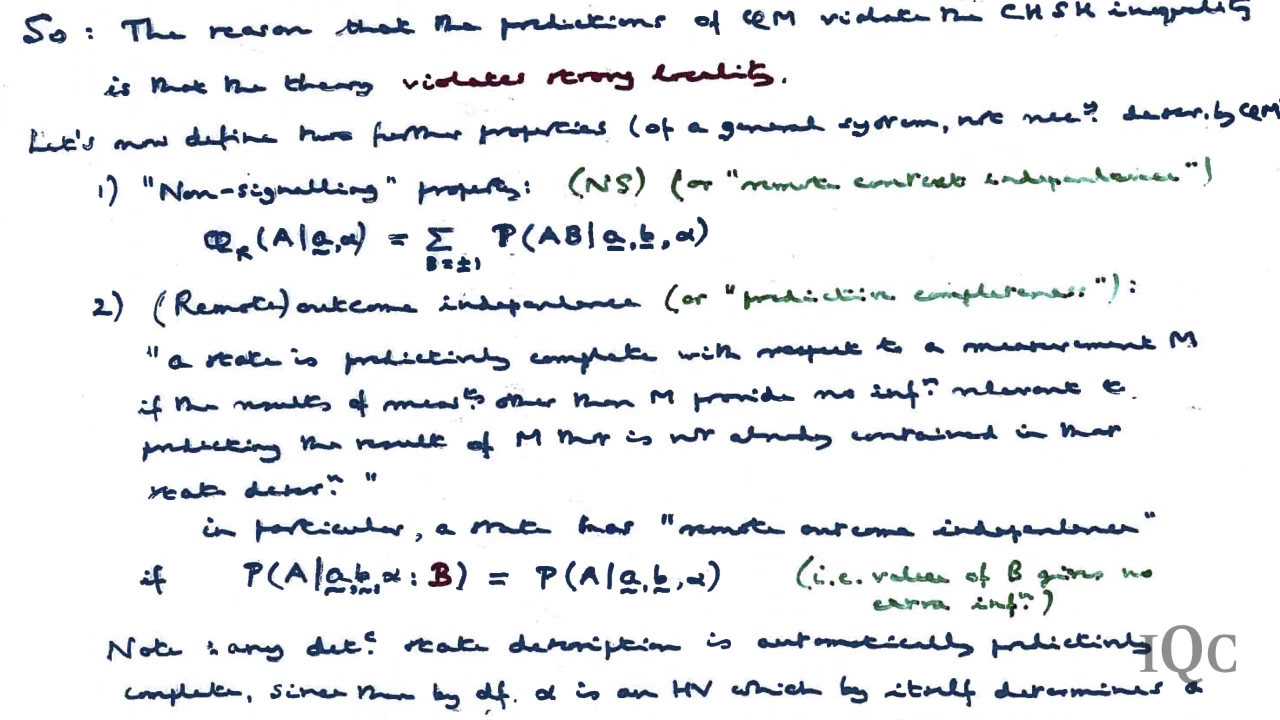 So : The reason that the predictions of QM violate the CHSH inequality
is that the theory violates strong locality.
Let's now define two further properties (of a general system, not necy. descr. by QM
1) "Non-signalling" property: (NS) (or "remote context independence")
(A|a,α) = Σ P(AB|a,b,α)
B=±1
2) (Remote) outcome independence (or "predictive completeness"):
"a state is predictively complete with respect to a measurement M
if the results of meas.ts other than M provide no inf.n relevant to
predicting the result of M that is not already contained in that
state descr.n"
in particular, a state has "remote outcome independence"
if P(A|a,b,α : B) = P(A|a,b,α) (i.e. value of B gives no
extra inf.n)
Note : any det.c state description is automatically predictively
IQC
complete, since then by df. α is an HV which by itself determines a